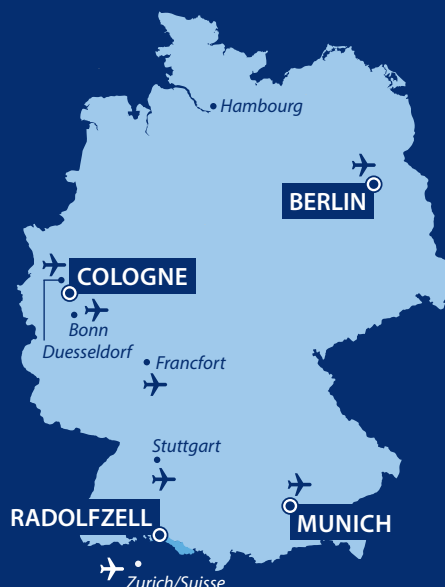 Hambourg
BERLIN
COLOGNE
Bonn
Duesseldorf
Francfort
Stuttgart
RADOLFZELL
MUNICH
Zurich/Suisse